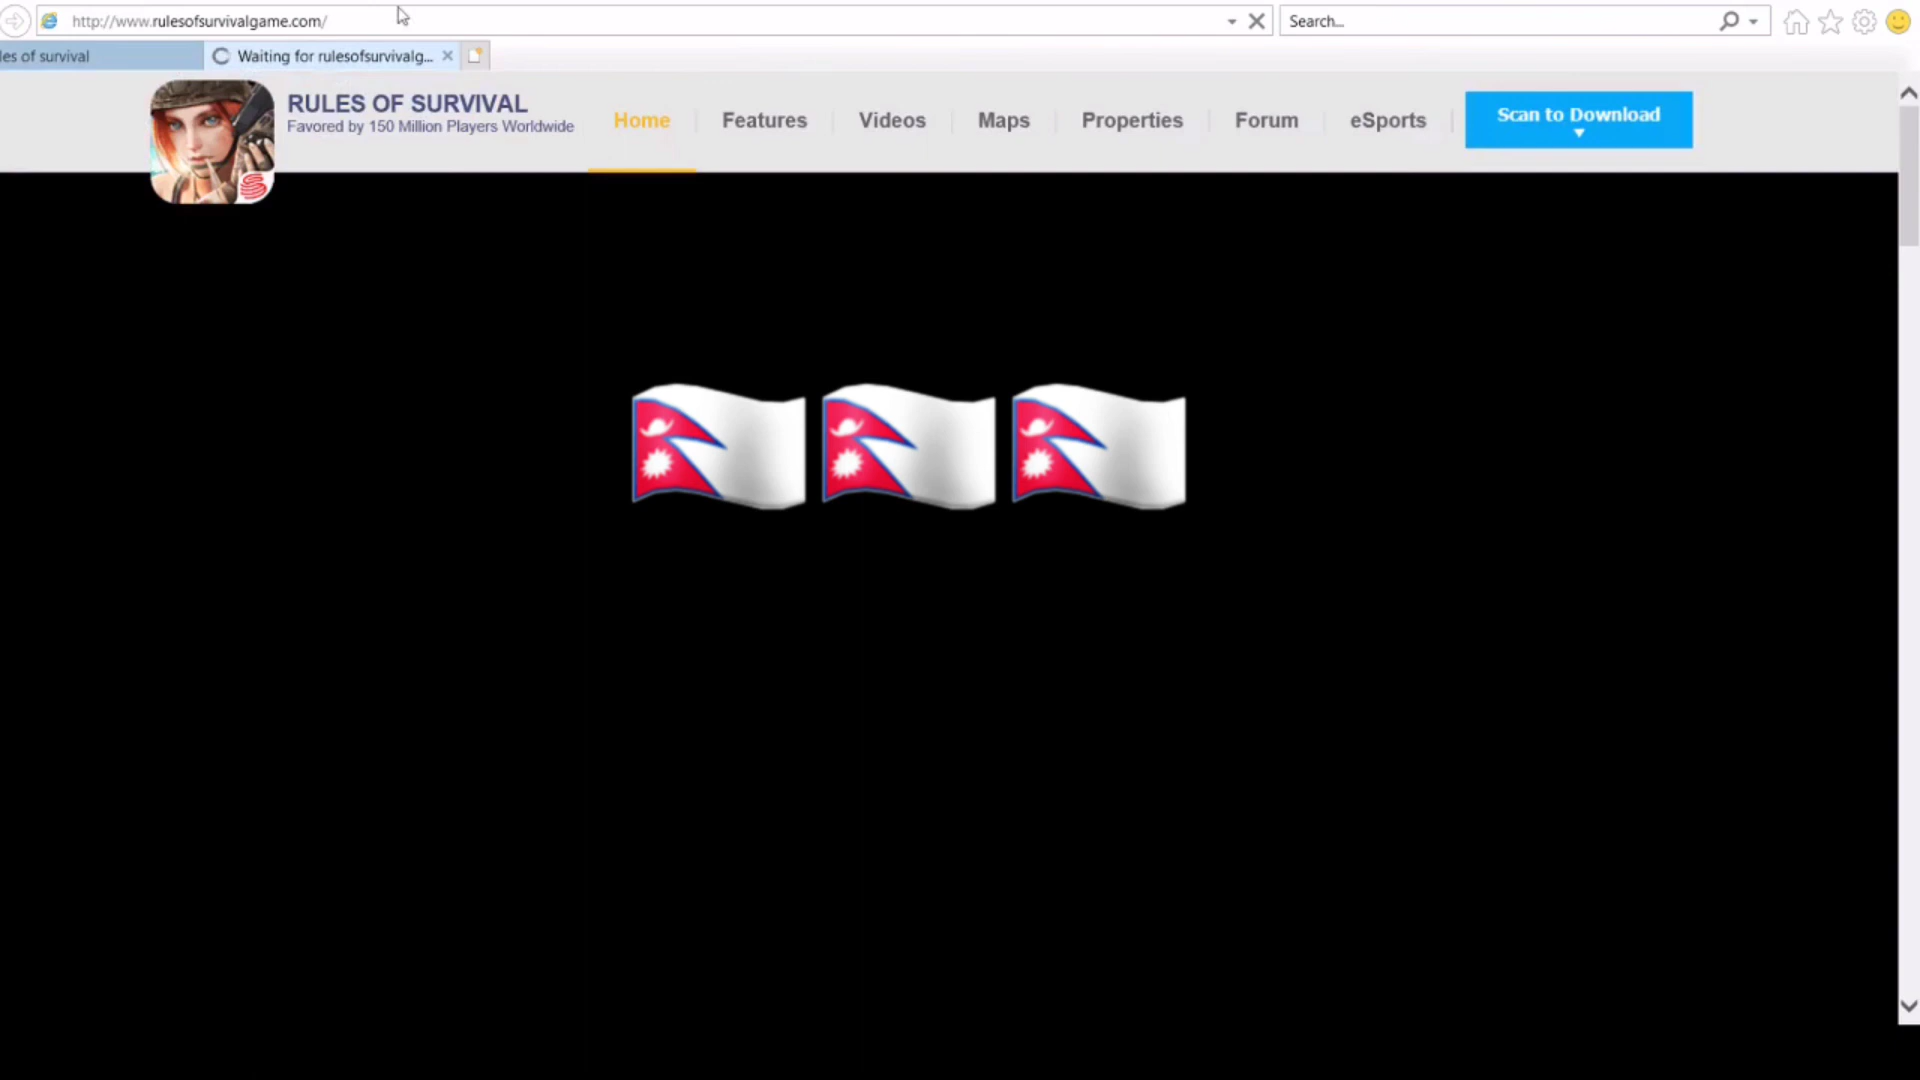 http://www.rulesofsurvivalgame.com/
Search...
les of survival
Waiting for rulesofsurvivalg...
RULES OF SURVIVAL
Favored by 150 Million Players Worldwide
Home
Features
Videos
Maps
Properties
Forum
eSports
Scan to Download